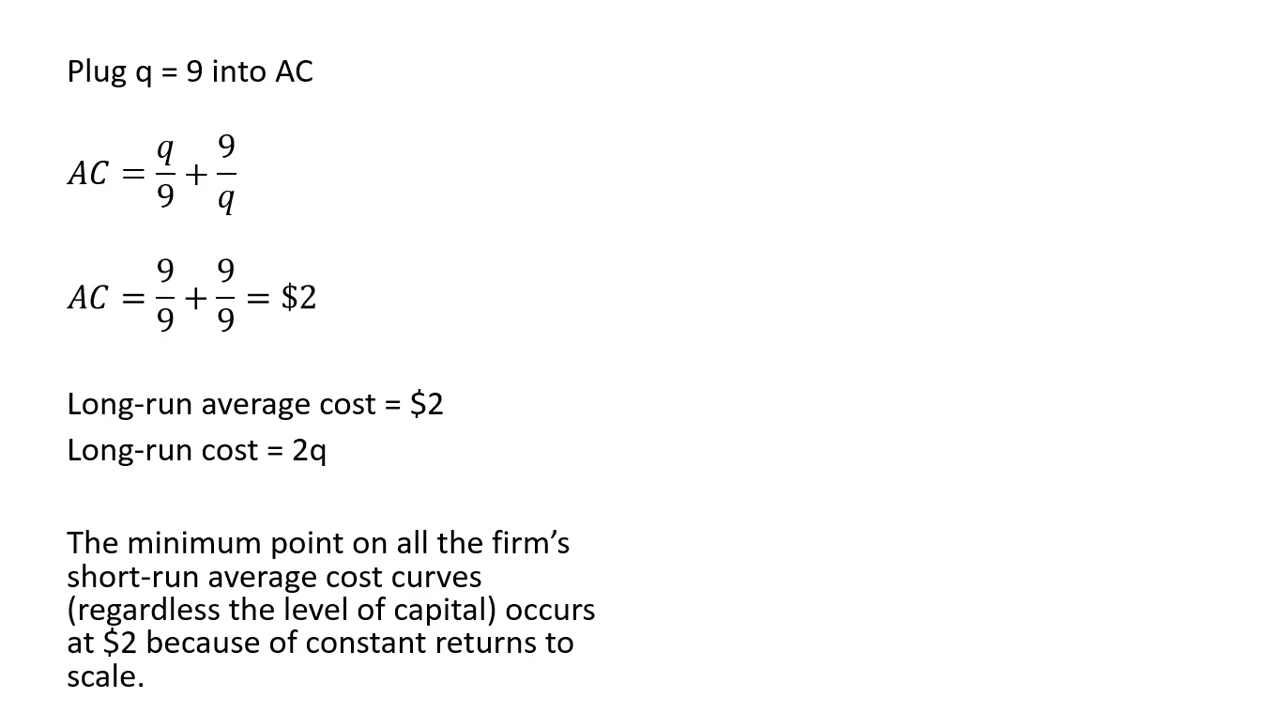 Plug q = 9 into AC
AC = q/9 + 9/q
AC = 9/9 + 9/9 = $2
Long-run average cost = $2
Long-run cost = 2q
The minimum point on all the firm’s
short-run average cost curves
(regardless the level of capital) occurs
at $2 because of constant returns to
scale.